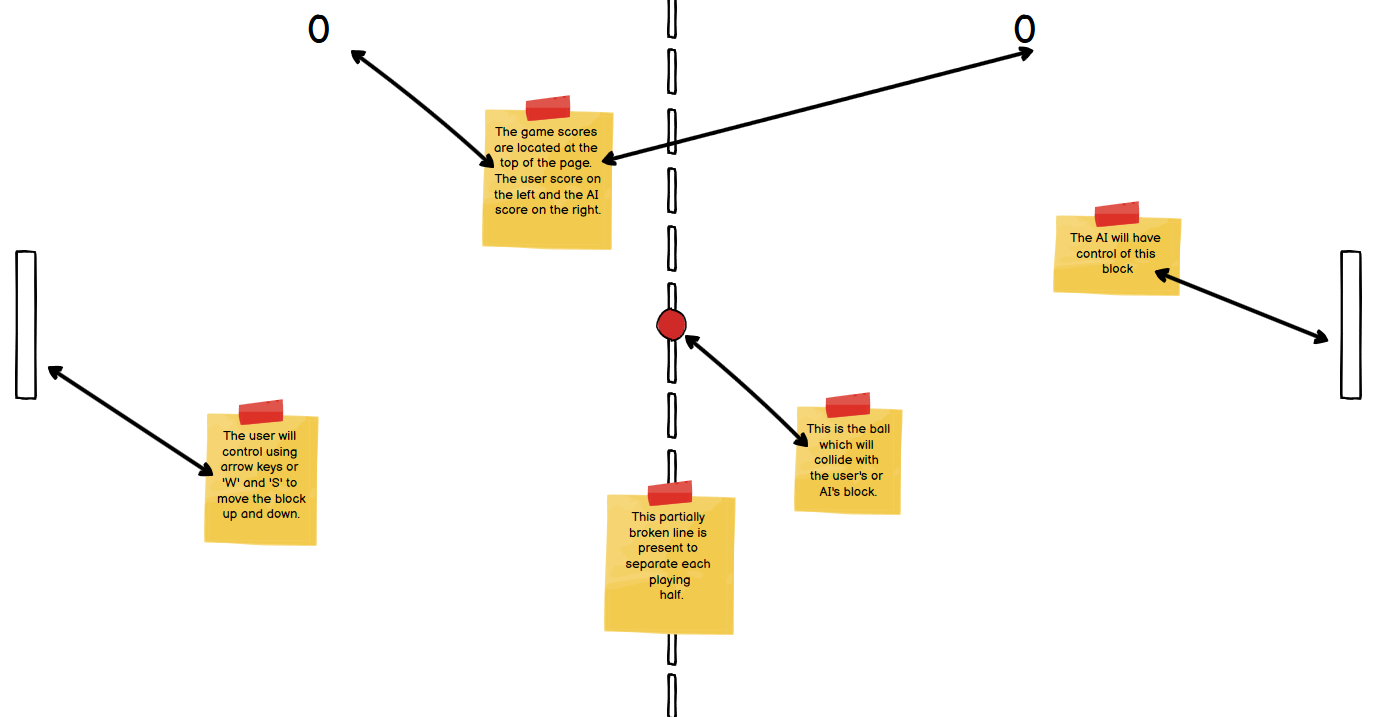 0
0
The game scores
are located at the
top of the page.
The user score on
the left and the AI
score on the right.
The AI will have
control of this
block
The user will
control using
arrow keys or
'W' and 'S' to
move the block
up and down.
This is the ball
which will
collide with
the user's or
AI's block.
This partially
broken line is
present to
separate each
playing
half.